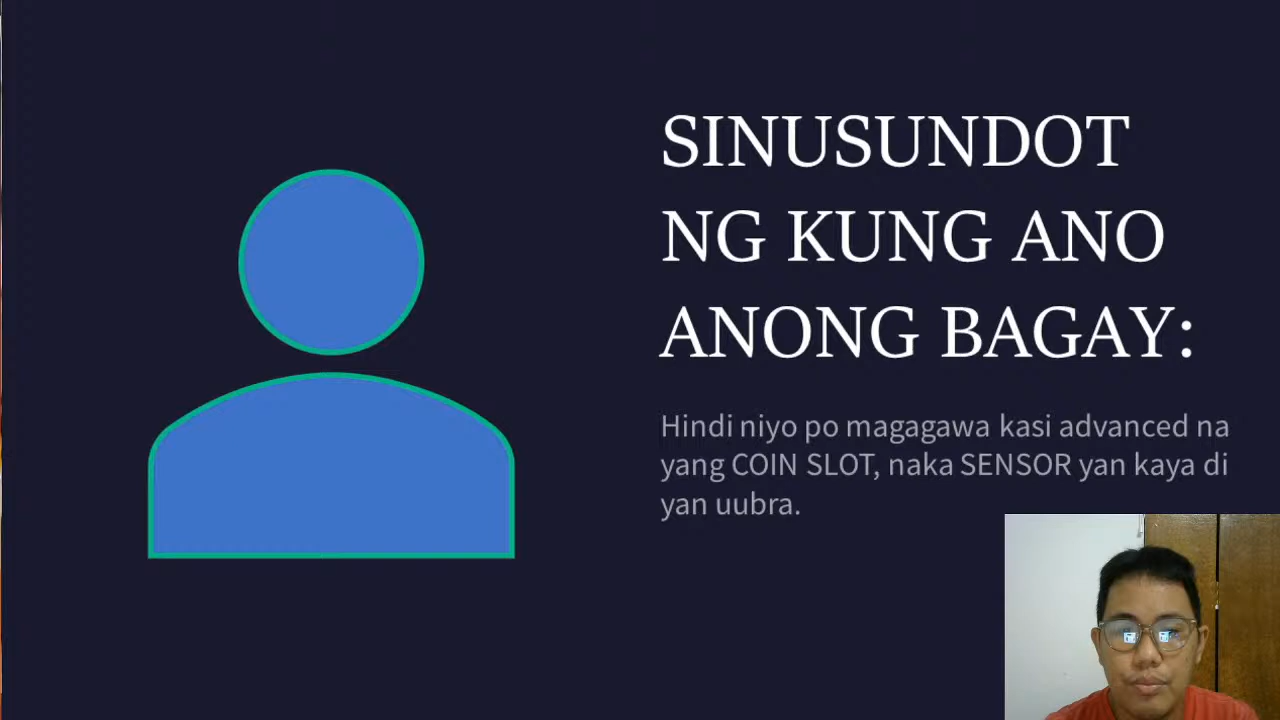 SINUSUNDOT
NG KUNG ANO
ANONG BAGAY:
Hindi niyo po magagawa kasi advanced na
yang COIN SLOT, naka SENSOR yan kaya di
yan uubra.